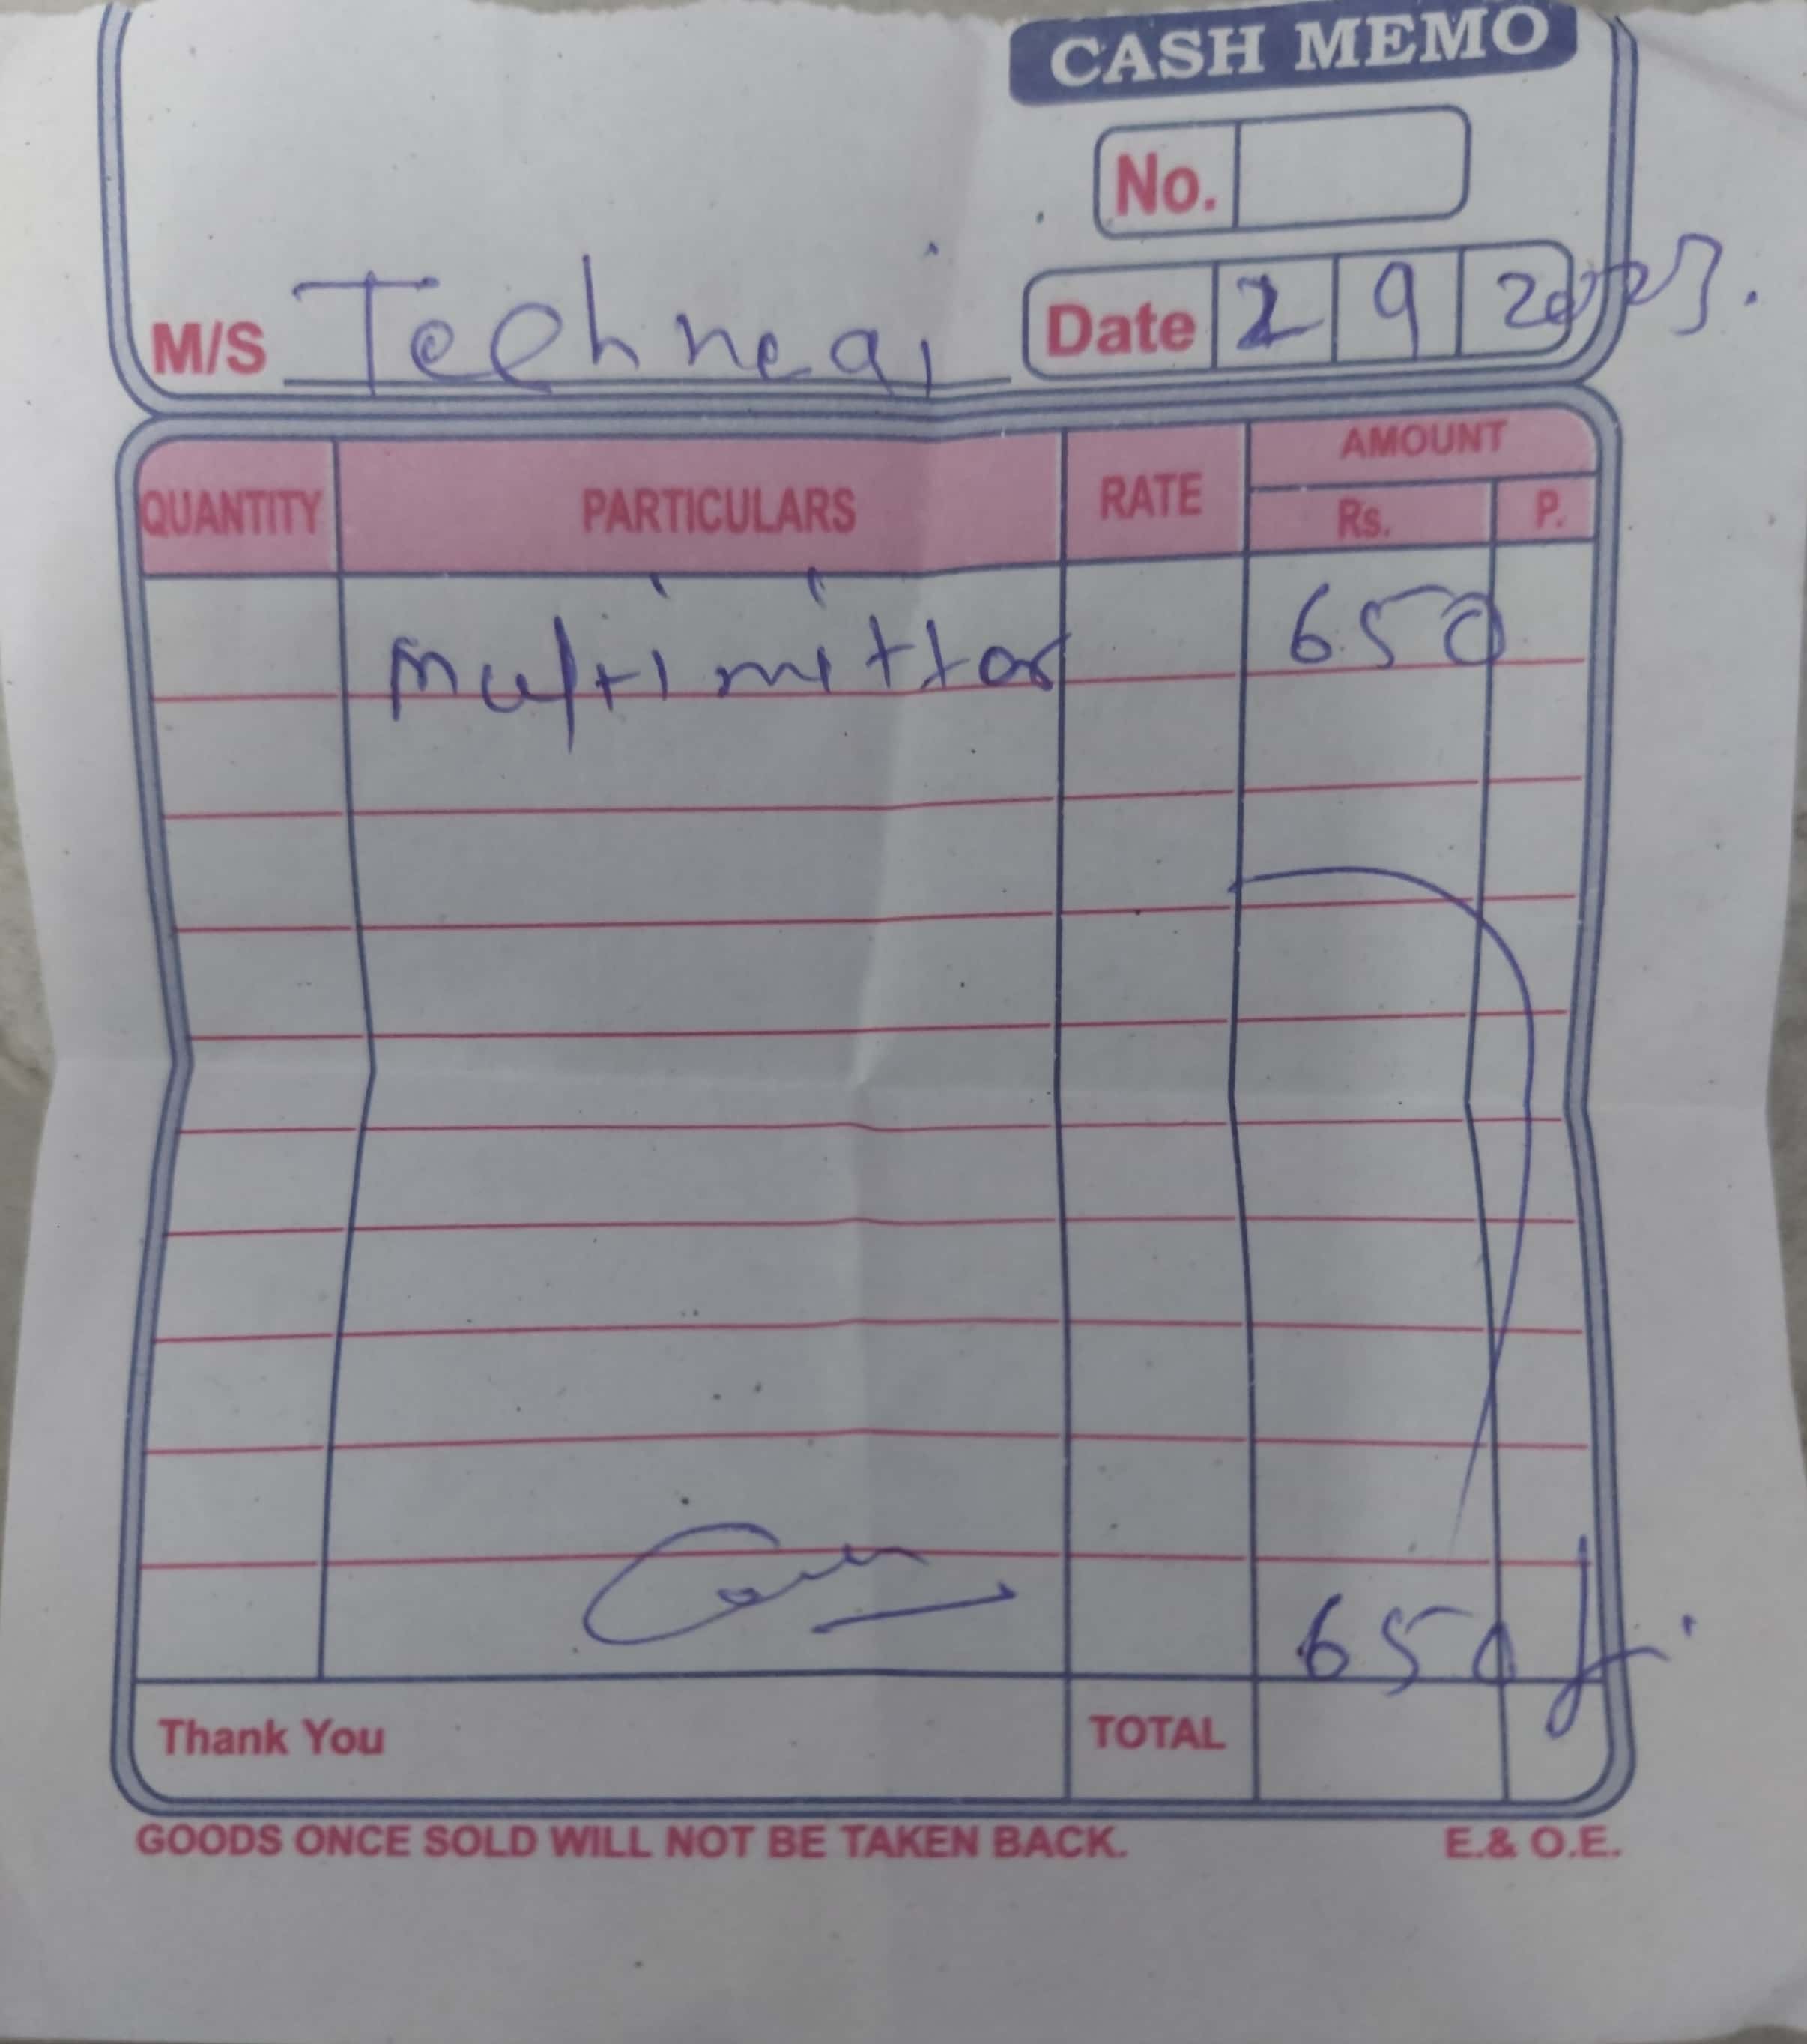 CASH MEMO
No.
M/S Techneai Date 2 9 2023.
QUANTITY PARTICULARS RATE AMOUNT
Rs. P.
Multimittor 650
650/-
Thank You TOTAL
GOODS ONCE SOLD WILL NOT BE TAKEN BACK. E.& O.E.